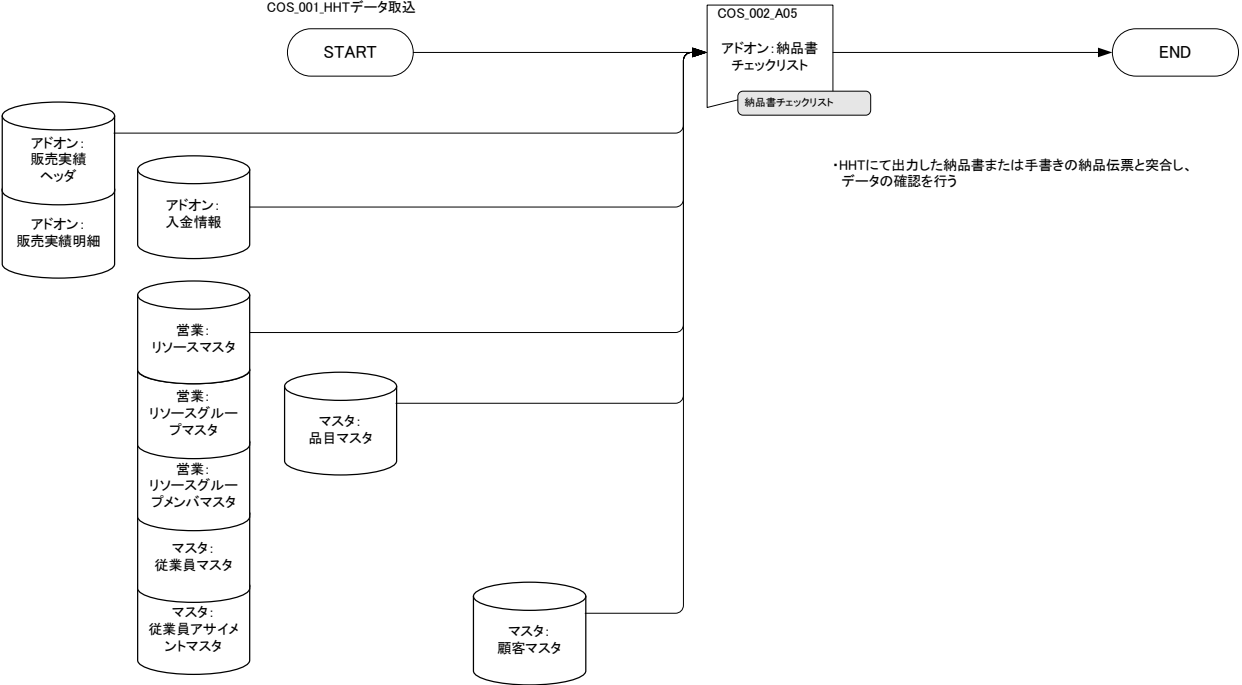 COS_001_HHTデータ取込
START
COS_002_A05
アドオン：納品書
チェックリスト
納品書チェックリスト
END
・HHTにて出力した納品書または手書きの納品伝票と突合し、
データの確認を行う
アドオン：
販売実績
ヘッダ
アドオン：
販売実績明細
アドオン：
入金情報
営業：
リソースマスタ
営業：
リソースグルー
プマスタ
営業：
リソースグルー
プメンバマスタ
マスタ：
従業員マスタ
マスタ：
従業員アサイメ
ントマスタ
マスタ：
品目マスタ
マスタ：
顧客マスタ